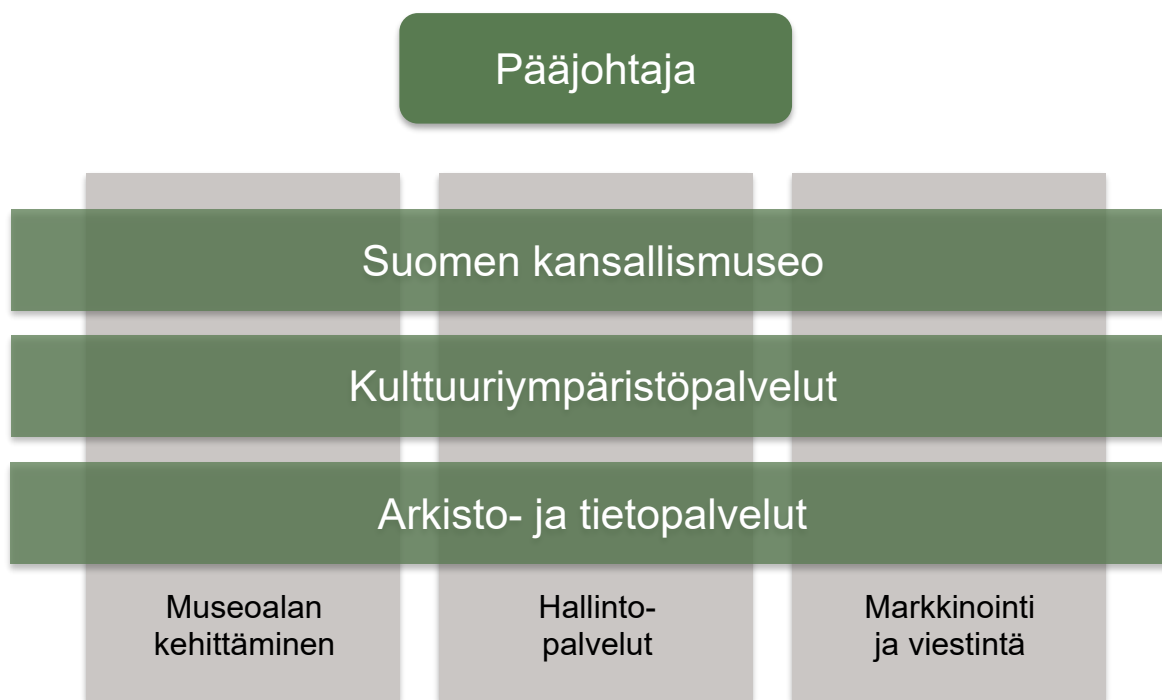 Pääjohtaja
Suomen kansallismuseo
Kulttuuriympäristöpalvelut
Arkisto- ja tietopalvelut
Museoalan
kehittäminen
Hallinto-
palvelut
Markkinointi
ja viestintä